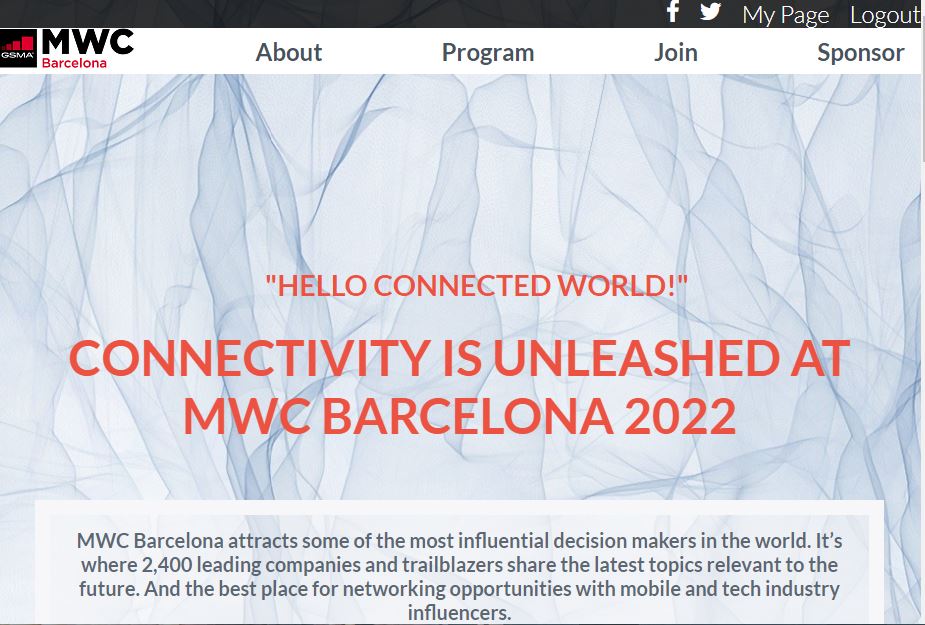 My Page Logout
GSMA MWC
Barcelona
About Program Join Sponsor
"HELLO CONNECTED WORLD!"
CONNECTIVITY IS UNLEASHED AT
MWC BARCELONA 2022
MWC Barcelona attracts some of the most influential decision makers in the world. It’s
where 2,400 leading companies and trailblazers share the latest topics relevant to the
future. And the best place for networking opportunities with mobile and tech industry
influencers.